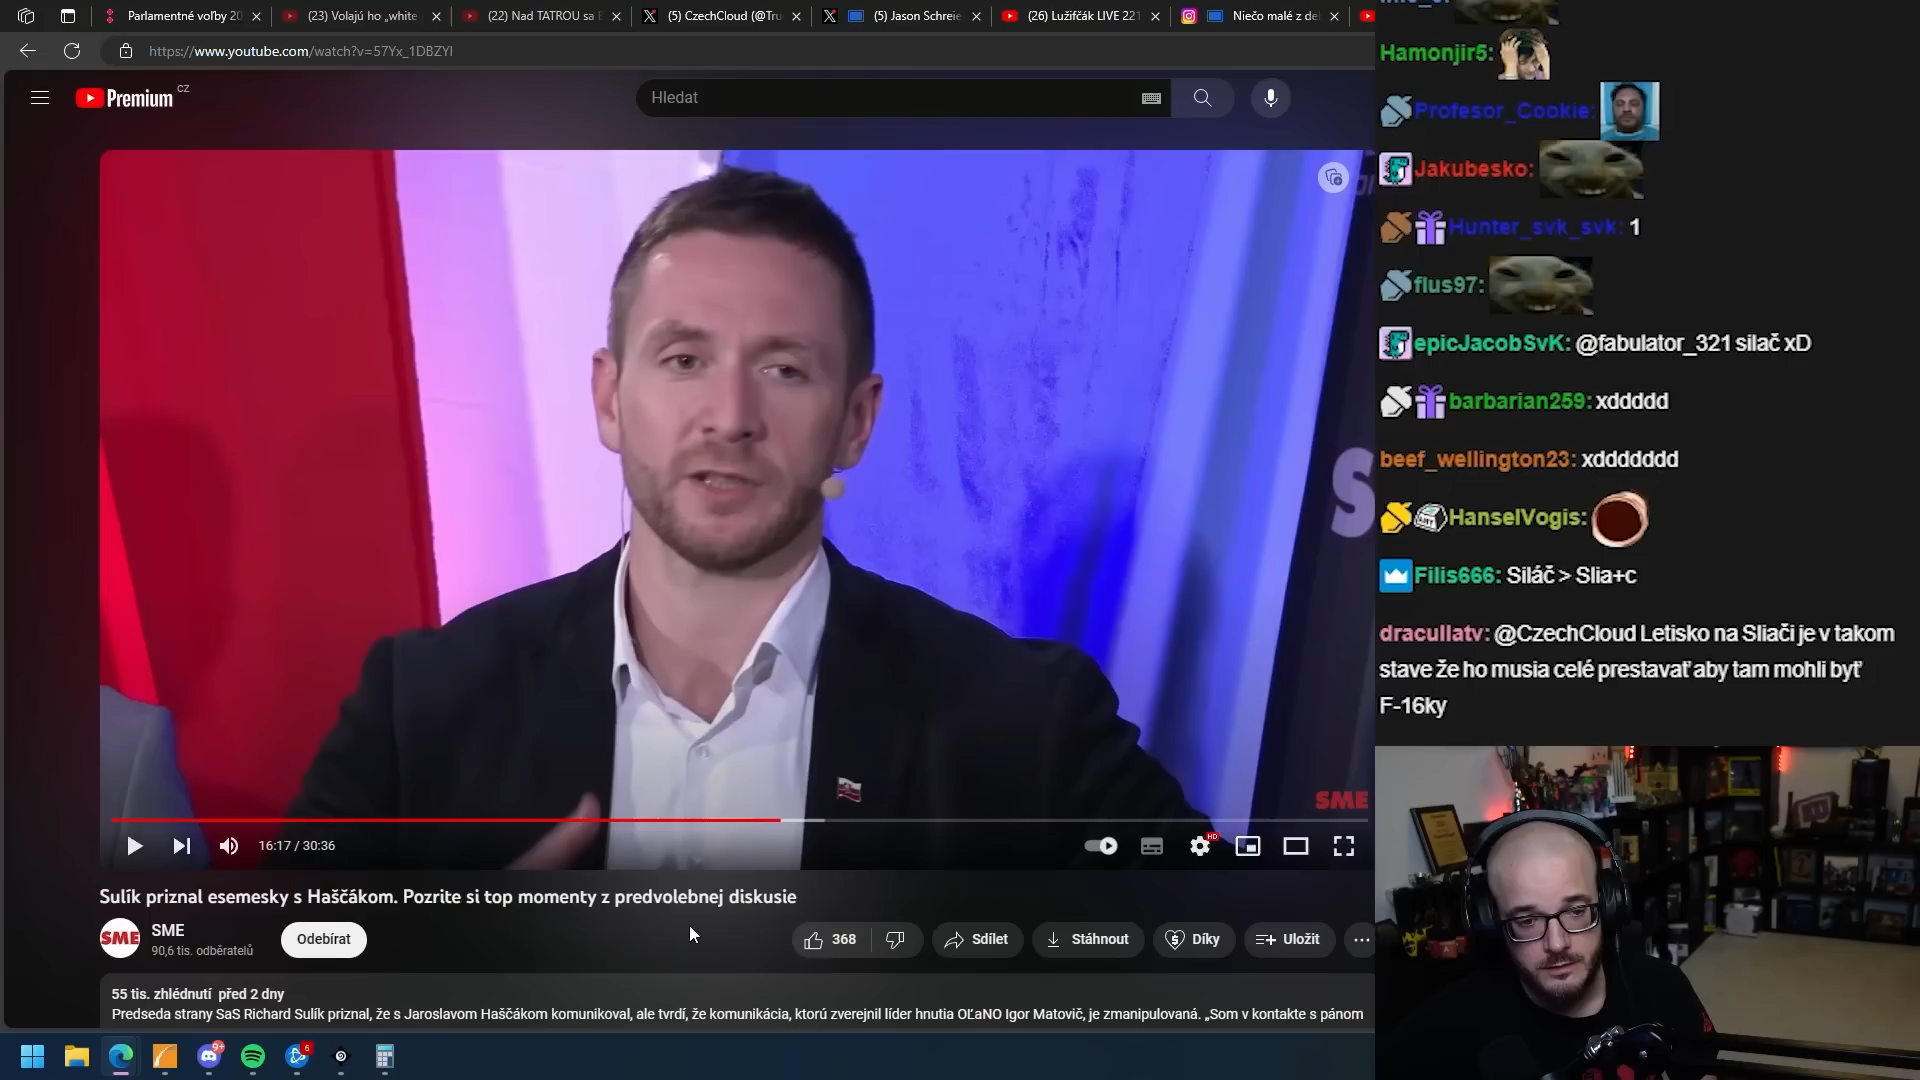 Parlamentné voľby 20
(23) Volajú ho „white
(22) Nad TATROU sa
(5) CzechCloud (@Tru
(5) Jason Schreie
(26) Lužifčák LIVE 221
Niečo malé z de
https://www.youtube.com/watch?v=57Yx_1DBZYI
Premium CZ
Hledat
SME
16:17 / 30:36
HD
Sulík priznal esemesky s Haščákom. Pozrite si top momenty z predvolebnej diskusie
SME
SME
90,6 tis. odběratelů
Odebírat
368
Sdílet
Stáhnout
Díky
Uložit
55 tis. zhlédnutí před 2 dny
Predseda strany SaS Richard Sulík priznal, že s Jaroslavom Haščákom komunikoval, ale tvrdí, že komunikácia, ktorú zverejnil líder hnutia OĽaNO Igor Matovič, je zmanipulovaná. „Som v kontakte s pánom
9+
6
Hamonjir5:
Profesor_Cookie:
Jakubesko:
Hunter_svk_svk: 1
flus97:
epicJacobSvK: @fabulator_321 silač xD
barbarian259: xddddd
beef_wellington23: xddddddd
HanselVogis:
Filis666: Siláč > Slia+c
dracullatv: @CzechCloud Letisko na Sliači je v takom
stave že ho musia celé prestavať aby tam mohli byť
F-16ky